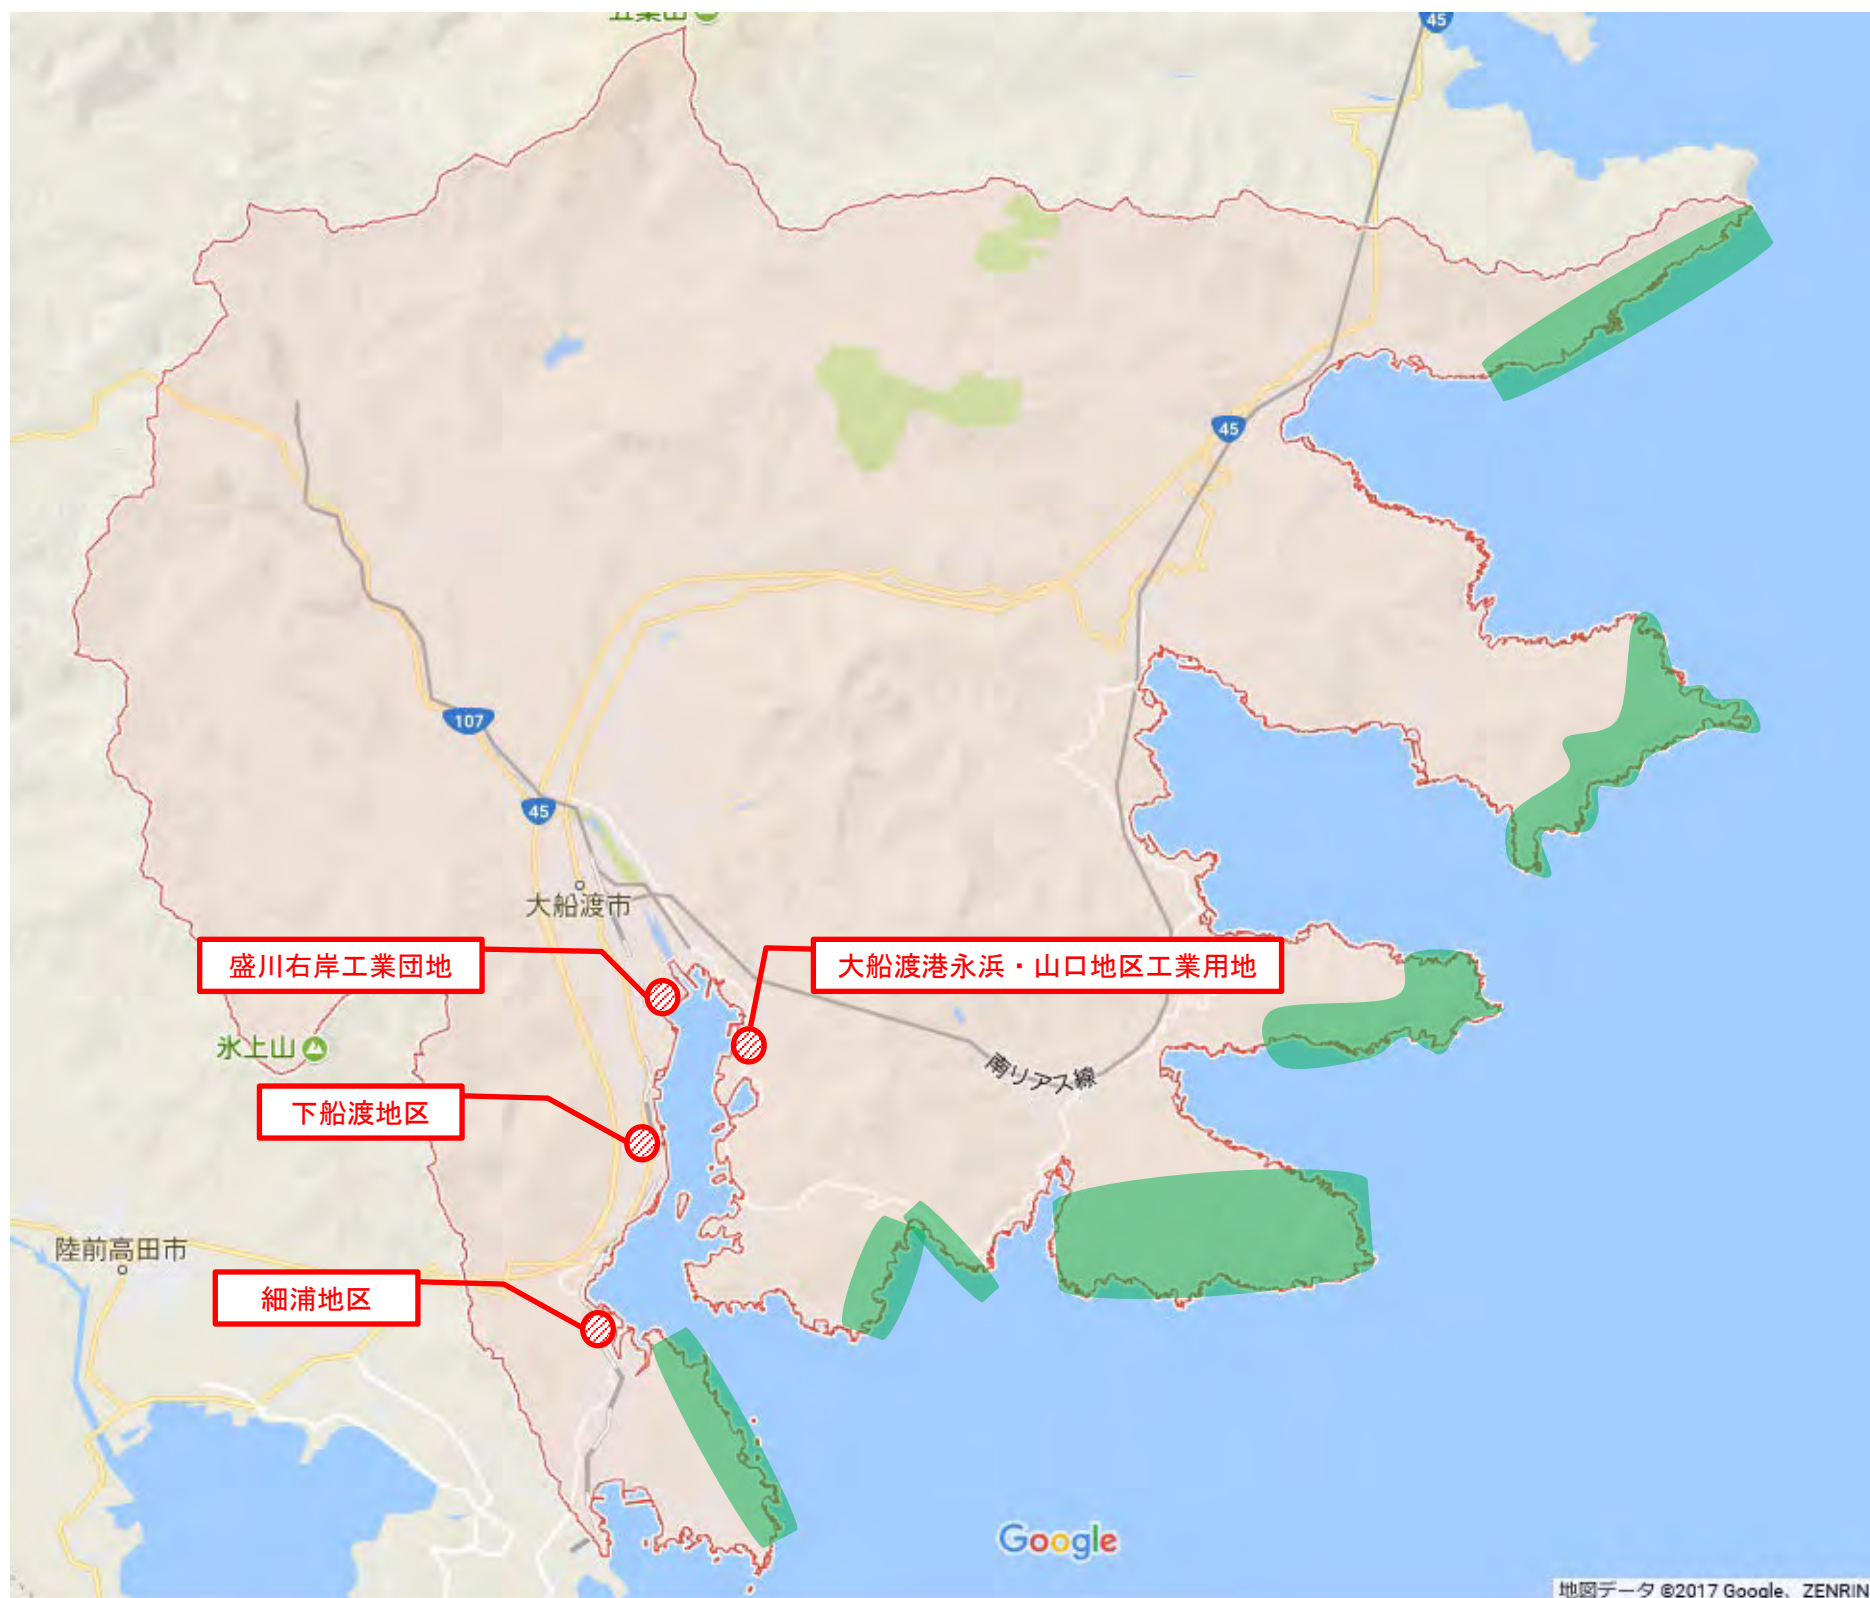 五葉山
45
45
107
45
大船渡市
盛川右岸工業団地
大船渡港永浜・山口地区工業用地
氷上山
南リアス線
下船渡地区
陸前高田市
細浦地区
Google
地図データ ©2017 Google、ZENRIN